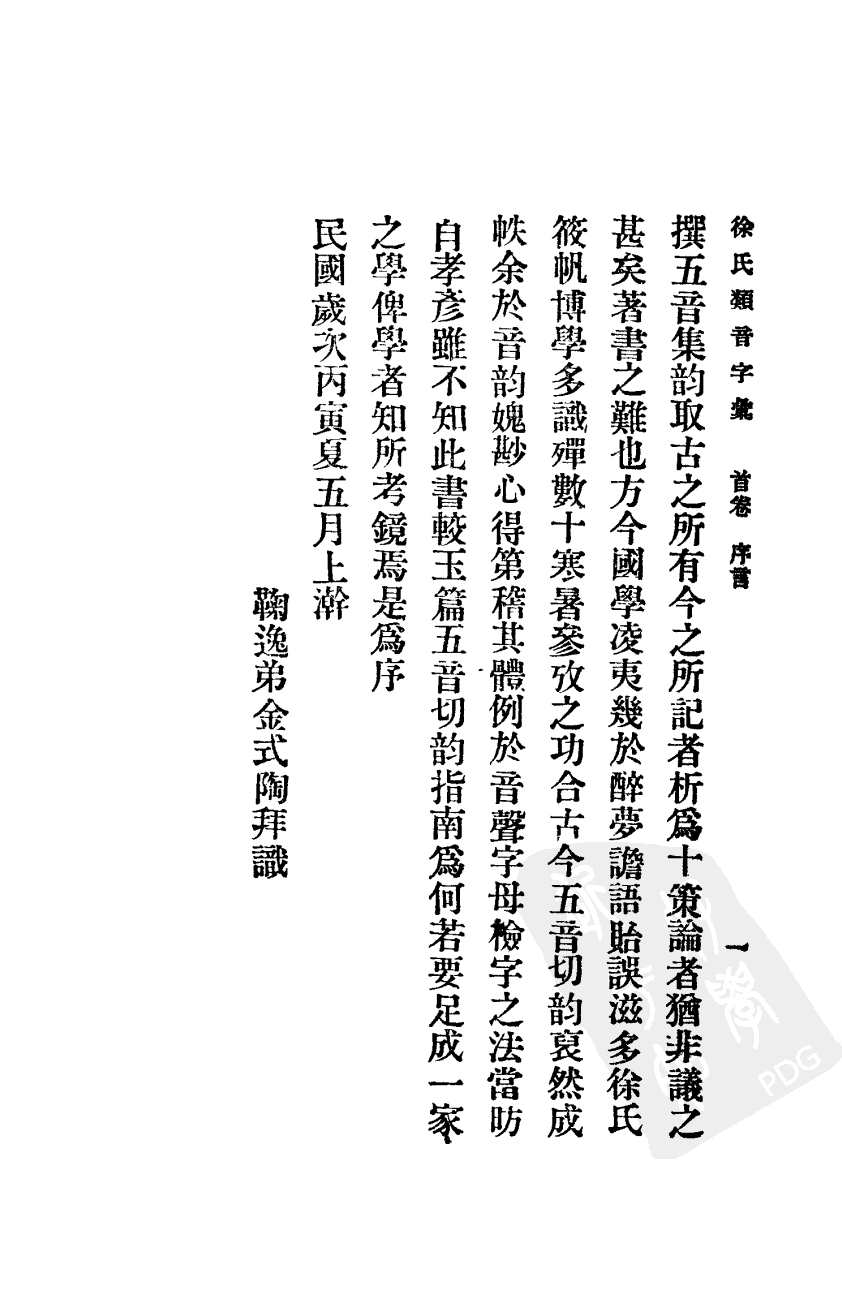 徐氏類音字彙　首卷　序言　一
撰五音集韵取古之所有今之所記者析爲十策論者猶非議之
甚矣著書之難也方今國學凌夷幾於醉夢譫語貽誤滋多徐氏
筱帆博學多識殫數十寒暑參攷之功合古今五音切韵裒然成
帙余於音韵媿尠心得第稽其體例於音聲字母檢字之法當昉
自孝彥雖不知此書較玉篇五音切韵指南爲何若要足成一家
之學俾學者知所考鏡焉是爲序
民國歲次丙寅夏五月上澣
鞠逸弟金式陶拜識
PDG